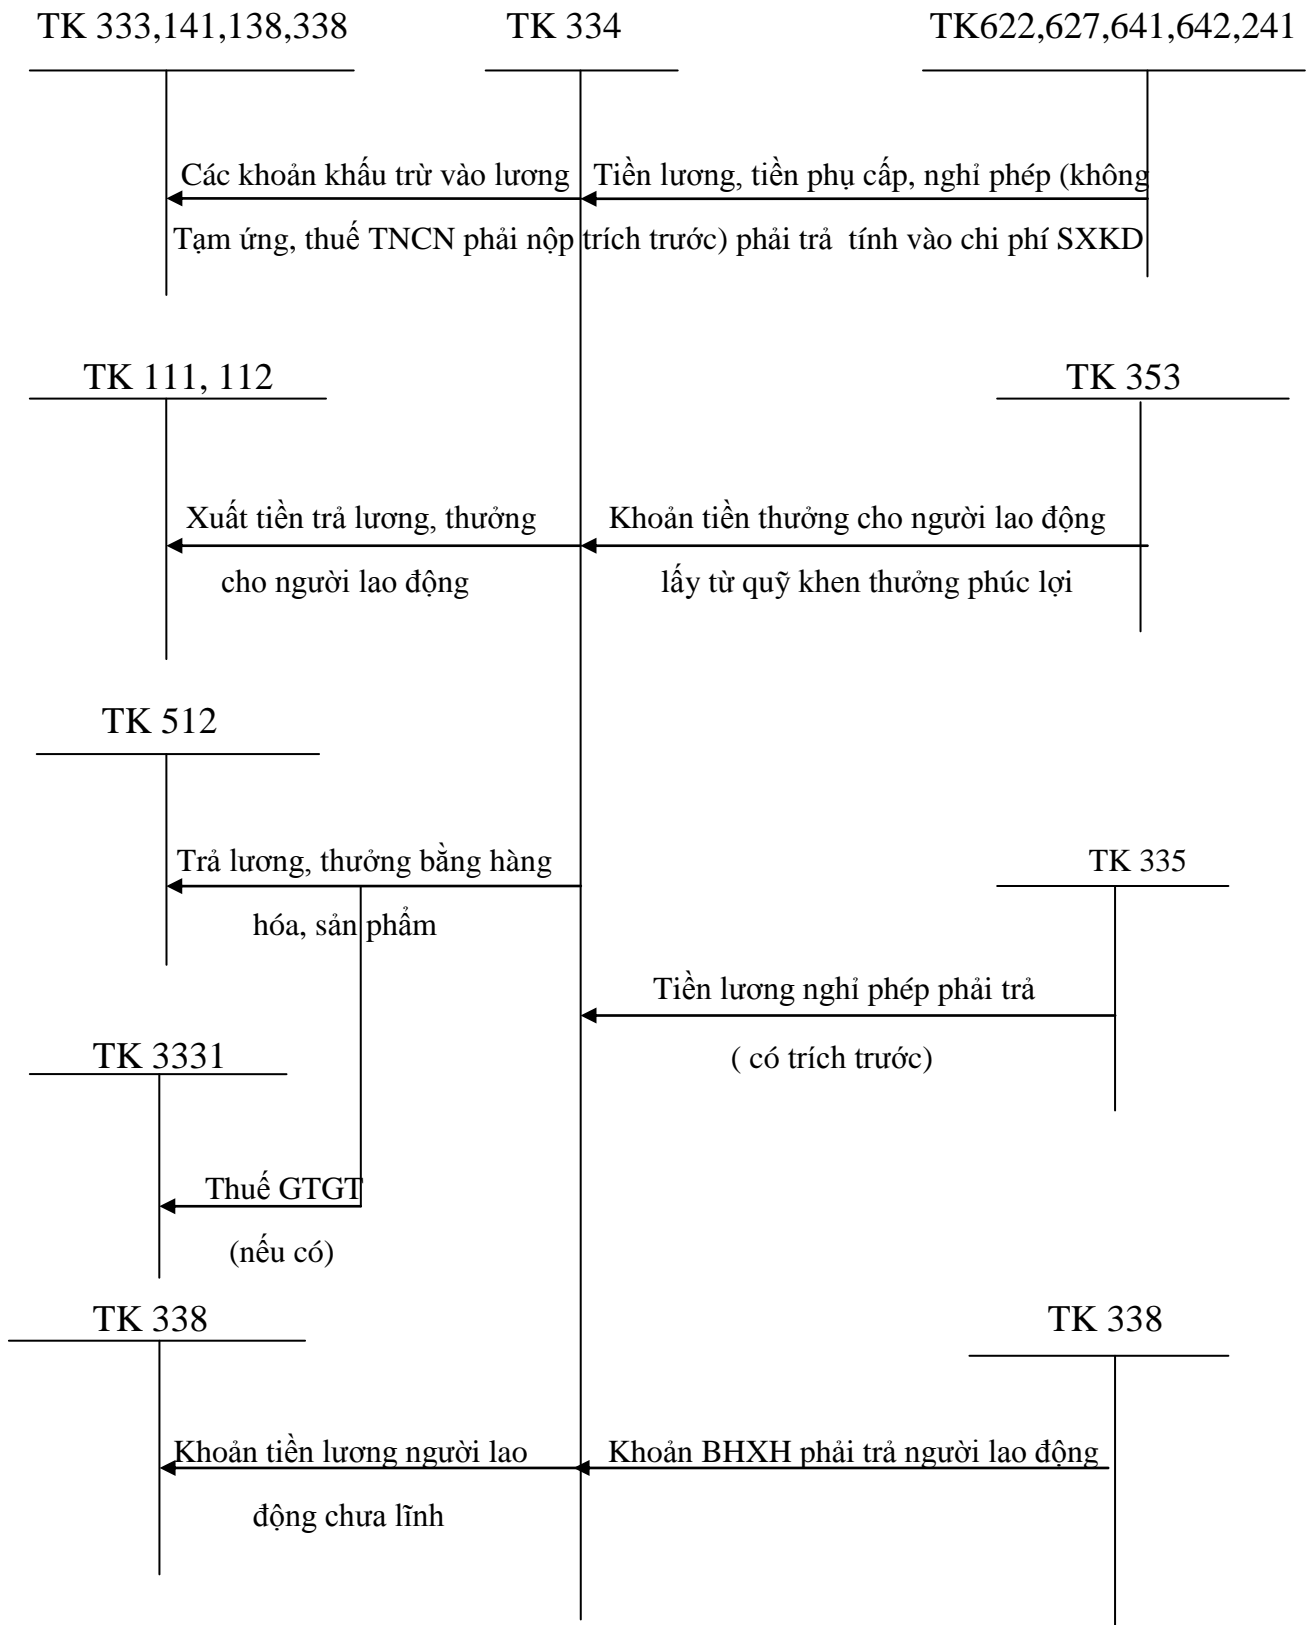 TK 333,141,138,338
TK 334
TK622,627,641,642,241
Các khoản khấu trừ vào lương
Tiền lương, tiền phụ cấp, nghỉ phép (không
Tạm ứng, thuế TNCN phải nộp
trích trước) phải trả  tính vào chi phí SXKD
TK 111, 112
TK 353
Xuất tiền trả lương, thưởng
Khoản tiền thưởng cho người lao động
cho người lao động
lấy từ quỹ khen thưởng phúc lợi
TK 512
Trả lương, thưởng bằng hàng
TK 335
hóa, sản phẩm
Tiền lương nghỉ phép phải trả
TK 3331
( có trích trước)
Thuế GTGT
(nếu có)
TK 338
TK 338
Khoản tiền lương người lao
Khoản BHXH phải trả người lao động
động chưa lĩnh